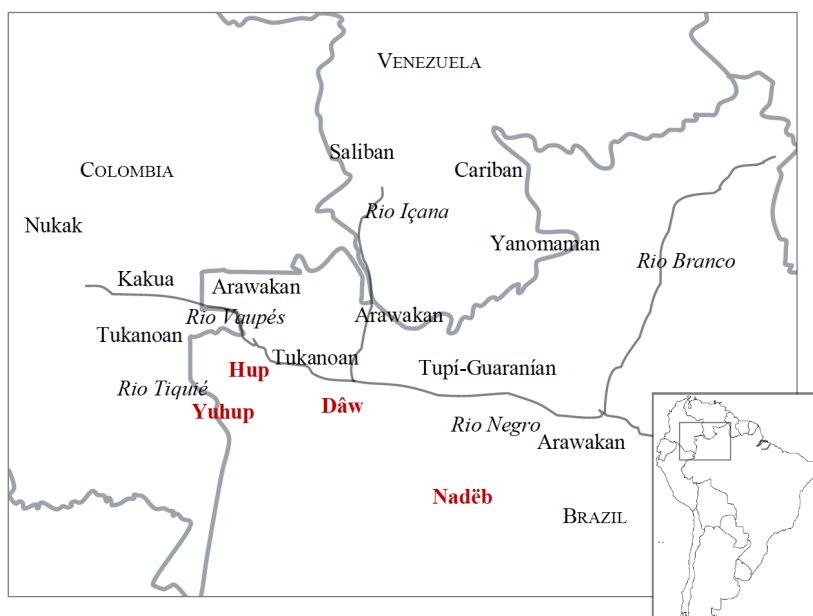 VENEZUELA
Saliban
COLOMBIA
Cariban
Rio Içana
Nukak
Yanomaman
Rio Branco
Kakua
Arawakan
Rio Vaupés
Arawakan
Tukanoan
Tukanoan
Hup
Tupí-Guaranían
Rio Tiquié
Yuhup
Dâw
Rio Negro
Arawakan
Nadëb
BRAZIL